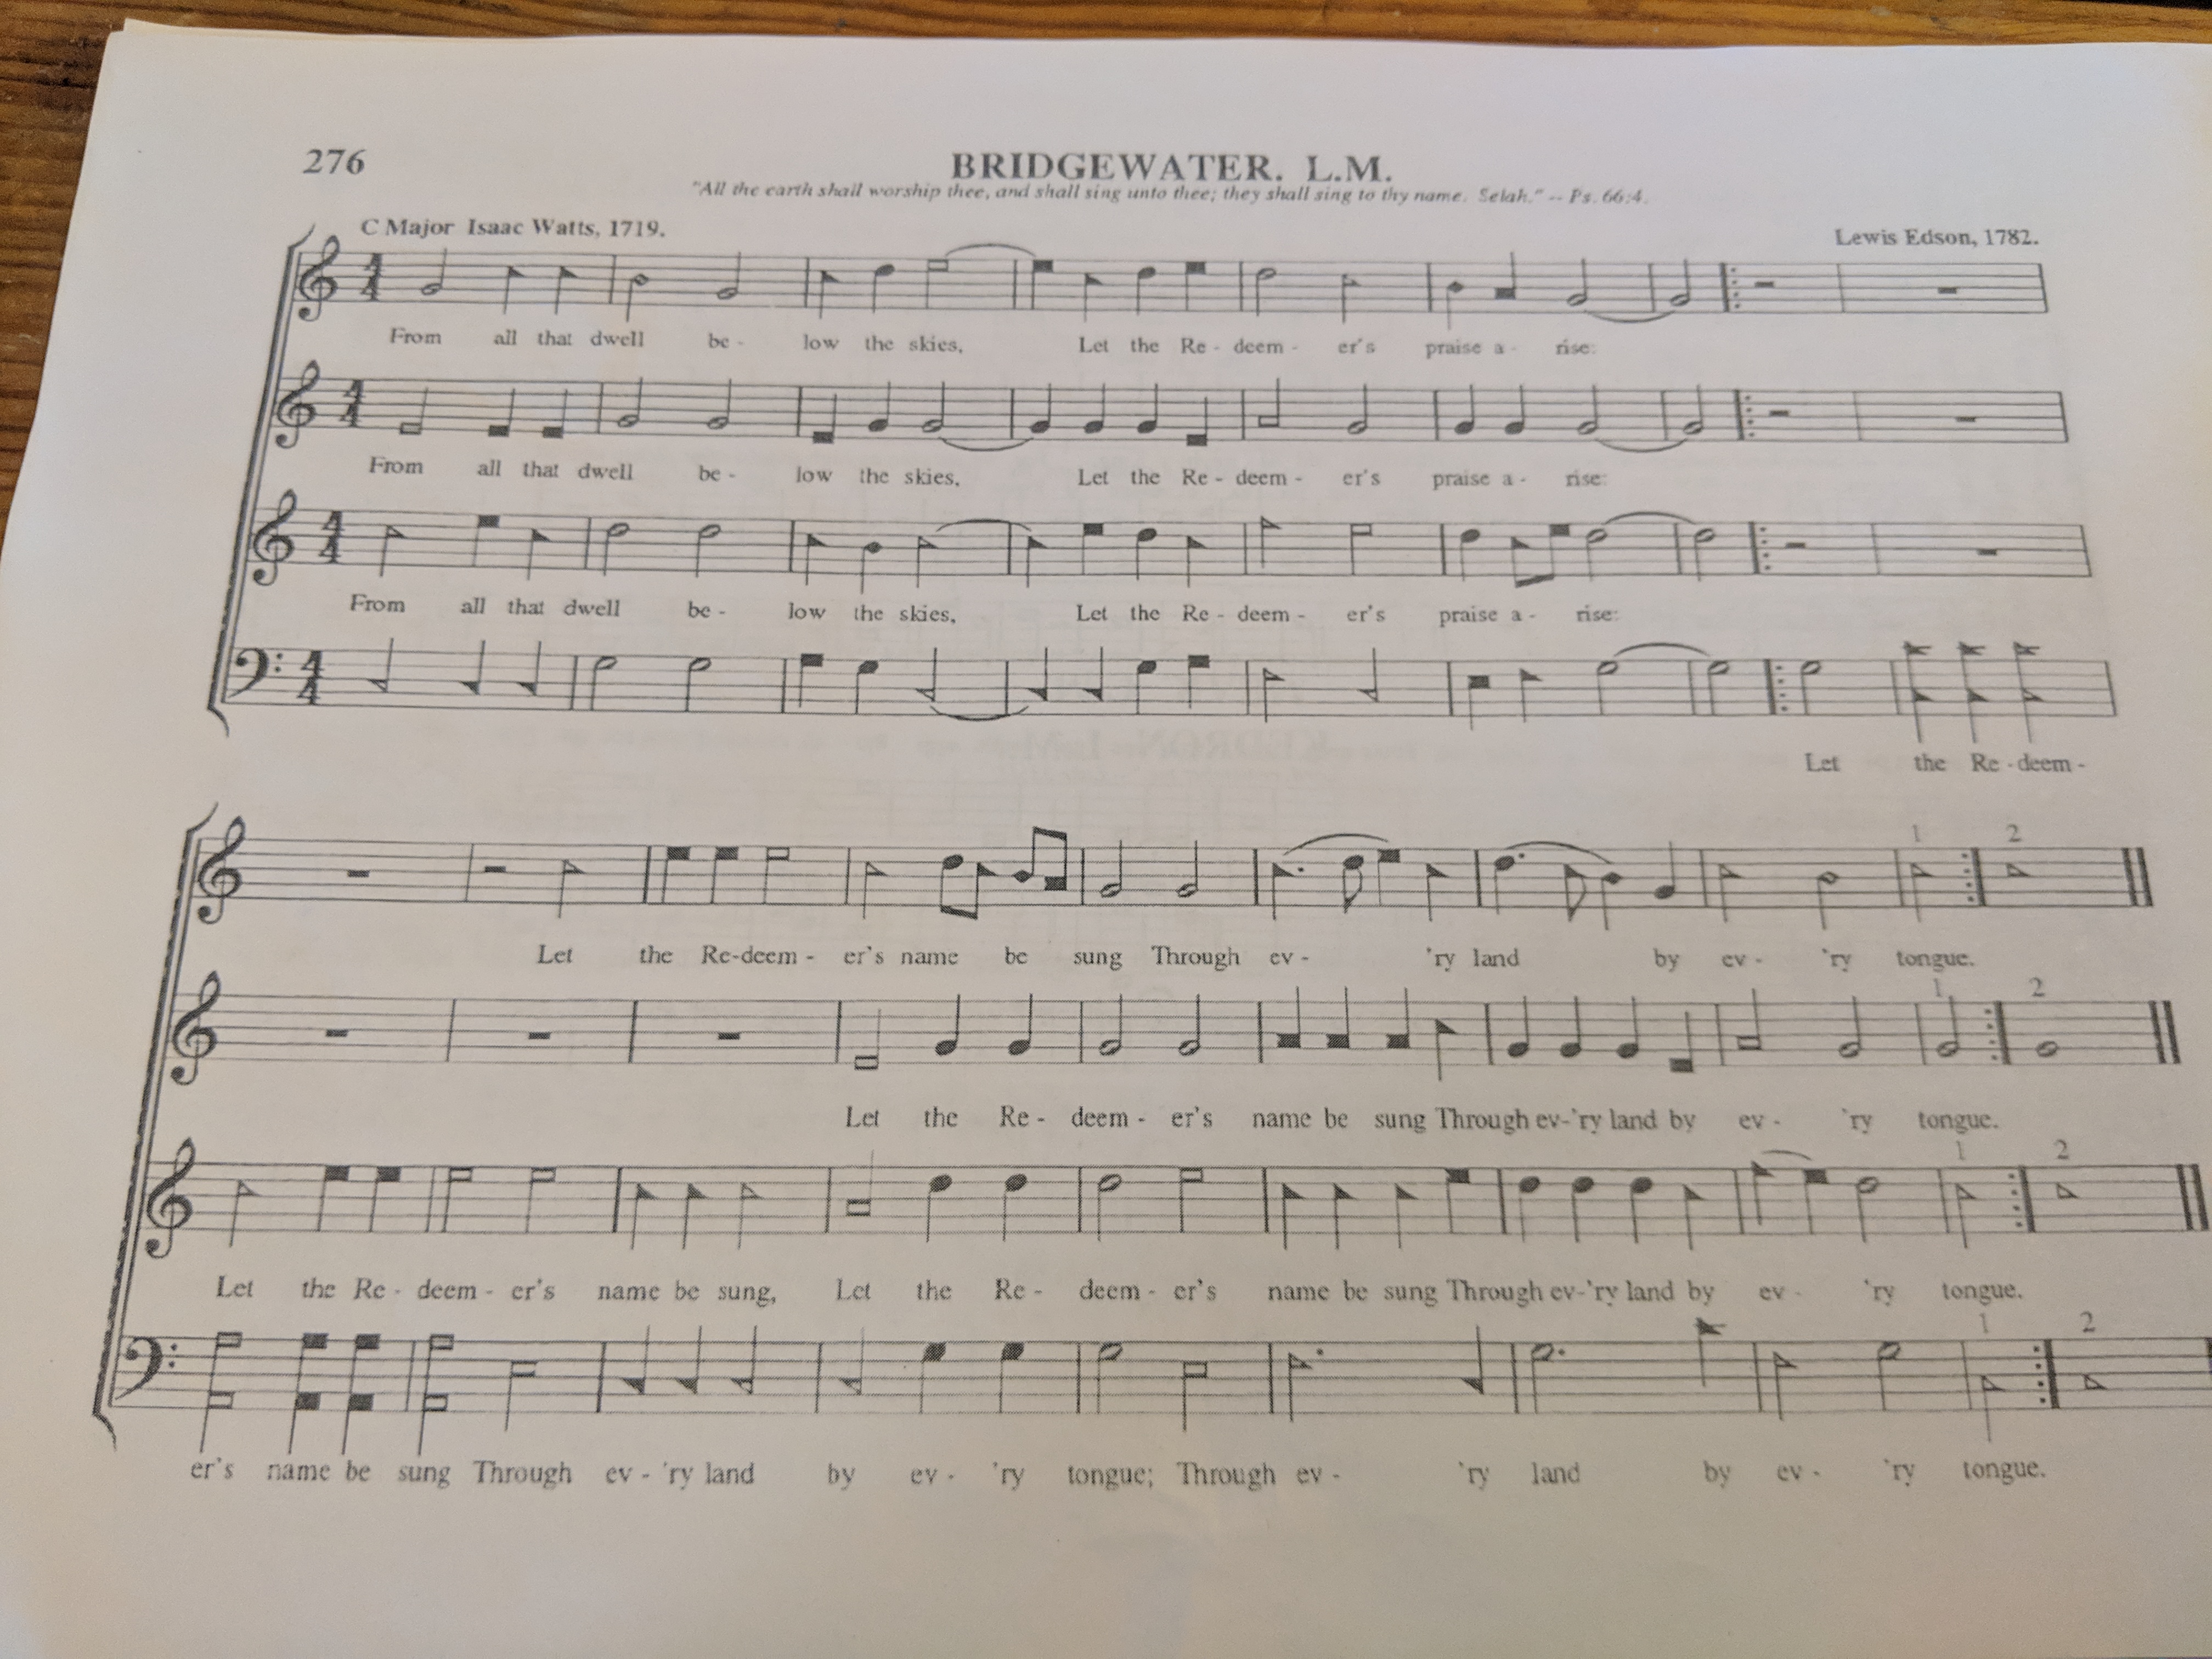 276
BRIDGEWATER. L.M.
"All the earth shall worship thee, and shall sing unto thee; they shall sing to thy name. Selah." -- Ps. 66:4.
C Major Isaac Watts, 1719.
Lewis Edson, 1782.
4 4
From all that dwell be - low the skies, Let the Re - deem - er's praise a - rise:
4 4
From all that dwell be - low the skies, Let the Re - deem - er's praise a - rise:
4 4
From all that dwell be - low the skies, Let the Re - deem - er's praise a - rise:
4 4
Let the Re - deem -
1 2
Let the Re-deem - er's name be sung Through ev - 'ry land by ev - 'ry tongue.
1 2
Let the Re - deem - er's name be sung Through ev-'ry land by ev - 'ry tongue.
1 2
Let the Re - deem - er's name be sung, Let the Re - deem - er's name be sung Through ev-'ry land by ev - 'ry tongue.
1 2
er's name be sung Through ev - 'ry land by ev - 'ry tongue; Through ev - 'ry land by ev - 'ry tongue.